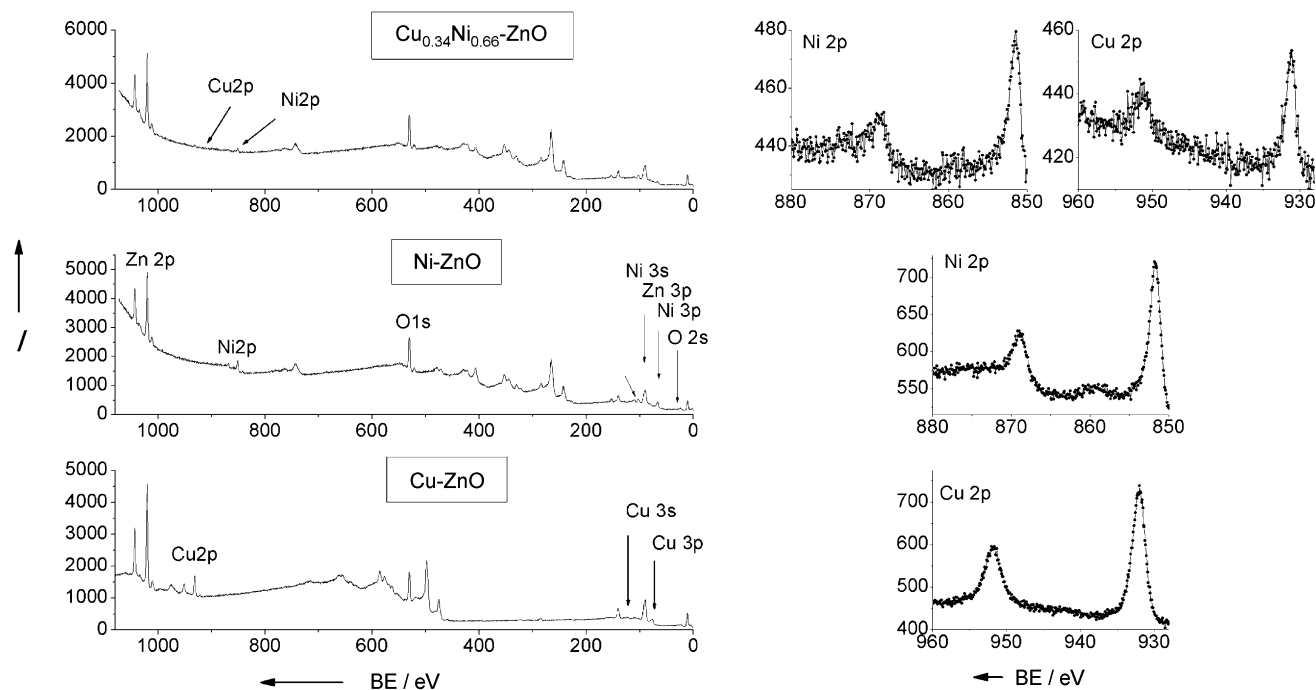 Cu0.34Ni0.66-ZnO
6000
4000
2000
0
Cu2p
Ni2p
1000 800 600 400 200 0
Ni 2p
480
460
440
880 870 860 850
Cu 2p
460
440
420
960 950 940 930
Ni-ZnO
Zn 2p
5000
4000
3000
2000
1000
0
Ni2p
O1s
Ni 3s
Zn 3p
Ni 3p
O 2s
1000 800 600 400 200 0
Ni 2p
700
650
600
550
880 870 860 850
/
Cu-ZnO
5000
4000
3000
2000
1000
0
Cu2p
Cu 3s
Cu 3p
1000 800 600 400 200 0
BE / eV
Cu 2p
700
600
500
400
960 950 940 930
BE / eV